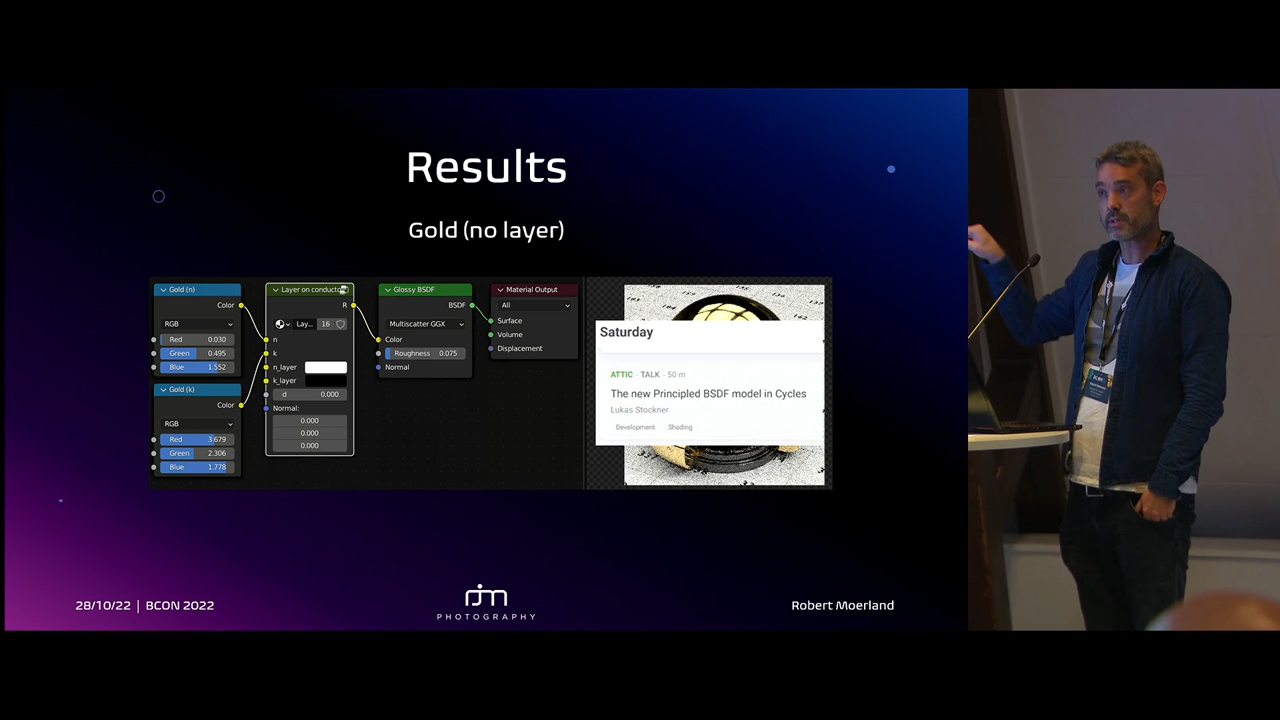 Results
Gold (no layer)
Gold (n)
Color
RGB
Red 0.030
Green 0.495
Blue 1.552
Gold (k)
Color
RGB
Red 3.679
Green 2.306
Blue 1.778
Layer on conducto
R
Lay... 16
n
k
n_layer
k_layer
d 0.000
Normal:
0.000
0.000
0.000
Glossy BSDF
BSDF
Multiscatter GGX
Color
Roughness 0.075
Normal
Material Output
All
Surface
Volume
Displacement
Saturday
ATTIC · TALK · 50 m
The new Principled BSDF model in Cycles
Lukas Stockner
Development Shading
28/10/22 | BCON 2022
rjm
PHOTOGRAPHY
Robert Moerland